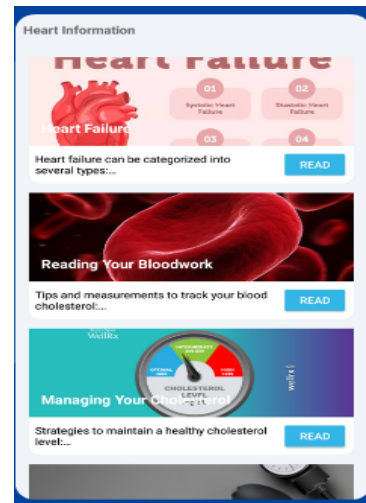 Heart Information
Heart Failure
01
02
Systolic Heart
Failure
Diastolic Heart
Failure
03
04
Heart Failure
Heart failure can be categorized into
several types:...
READ
Reading Your Bloodwork
Tips and measurements to track your blood
cholesterol:...
READ
WellRx
CHOLESTEROL
LEVEL
wellrx
Managing Your Cholesterol
Strategies to maintain a healthy cholesterol
level:...
READ